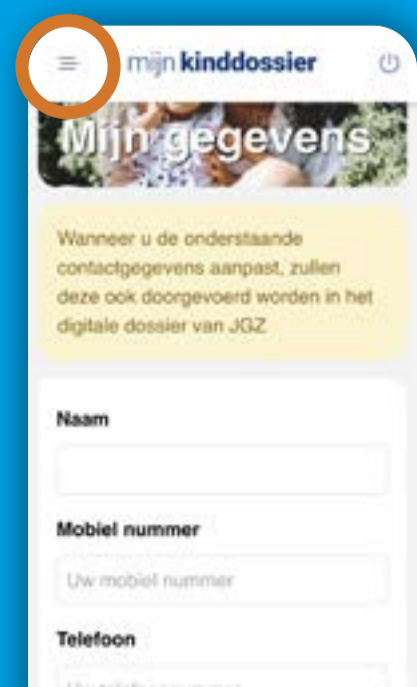 mijn kinddossier
Mijn gegevens
Wanneer u de onderstaande
contactgegevens aanpast, zullen
deze ook doorgevoerd worden in het
digitale dossier van JGZ
Naam
Mobiel nummer
Uw mobiel nummer
Telefoon